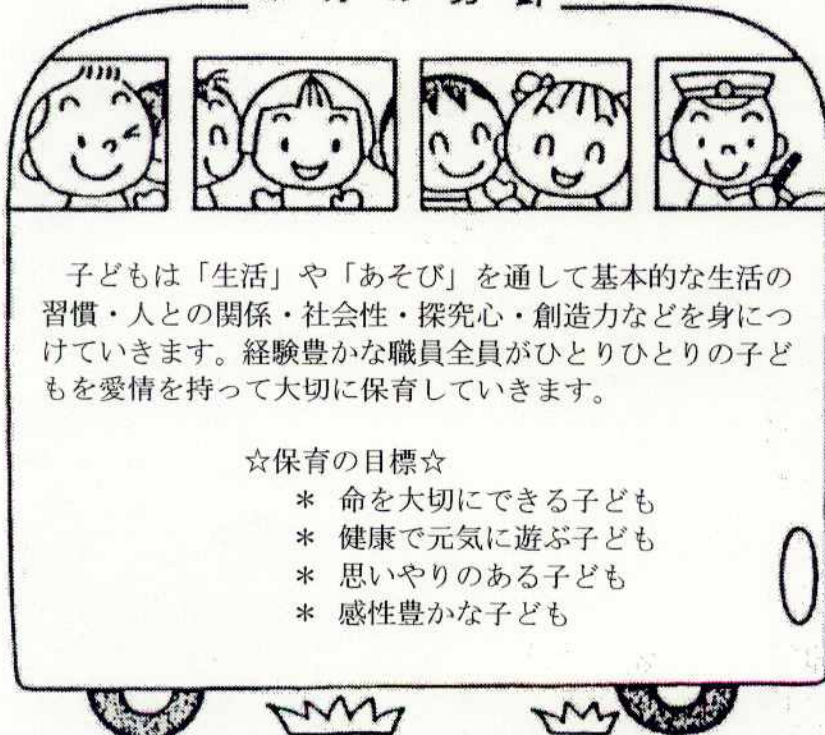 子どもは「生活」や「あそび」を通して基本的な生活の
習慣・人との関係・社会性・探究心・創造力などを身につ
けていきます。経験豊かな職員全員がひとりひとりの子ど
もを愛情を持って大切に保育していきます。
☆保育の目標☆
＊ 命を大切にできる子ども
＊ 健康で元気に遊ぶ子ども
＊ 思いやりのある子ども
＊ 感性豊かな子ども